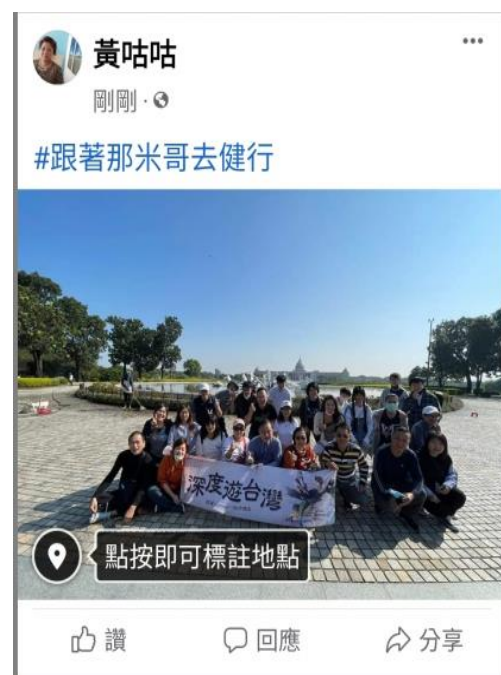 黃咕咕
剛剛
#跟著那米哥去健行
深度遊台灣
點按即可標註地點
讚
回應
分享